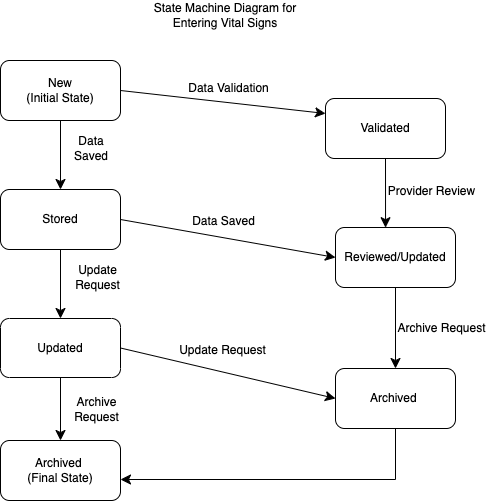 State Machine Diagram for
Entering Vital Signs
New
(Initial State)
Data Validation
Validated
Data
Saved
Provider Review
Stored
Data Saved
Reviewed/Updated
Update
Request
Archive Request
Updated
Update Request
Archived
Archive
Request
Archived
(Final State)